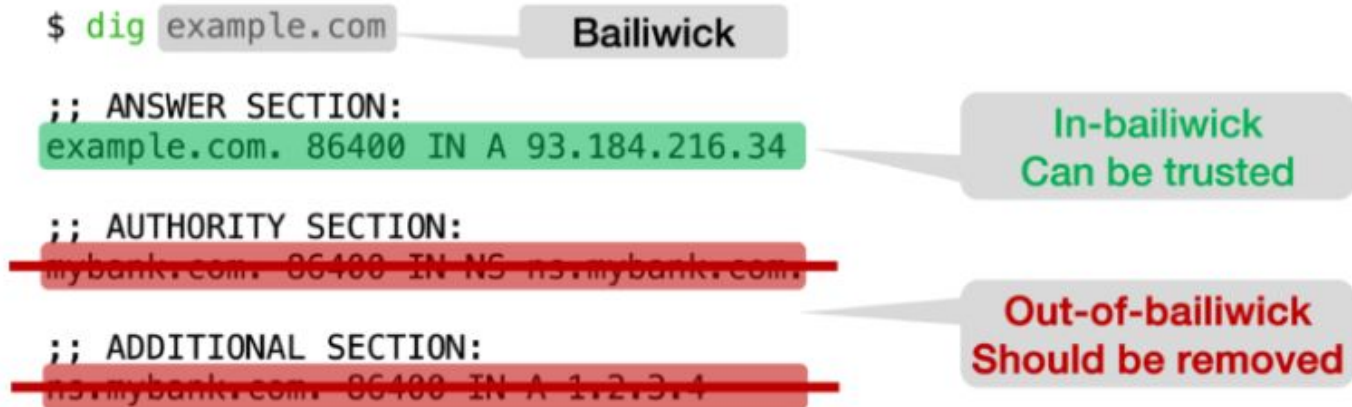 $ dig example.com
Bailiwick
;; ANSWER SECTION:
example.com. 86400 IN A 93.184.216.34
In-bailiwick
Can be trusted
;; AUTHORITY SECTION:
mybank.com. 86400 IN NS ns.mybank.com.
Out-of-bailiwick
Should be removed
;; ADDITIONAL SECTION:
ns.mybank.com. 86400 IN A 1.2.3.4